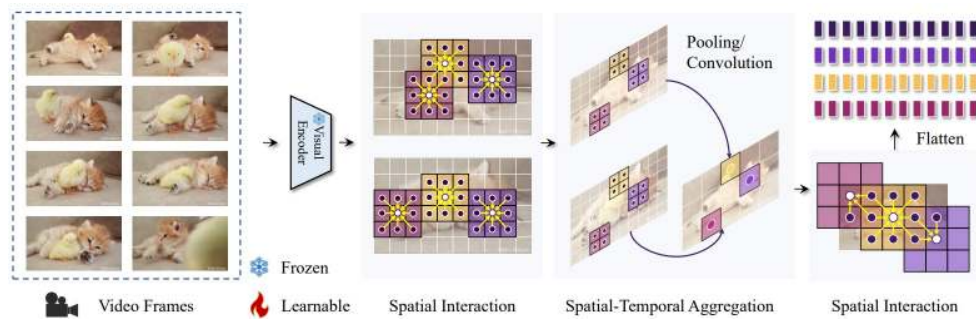 Visual
Encoder
Pooling/
Convolution
Flatten
Frozen
Video Frames
Learnable
Spatial Interaction
Spatial-Temporal Aggregation
Spatial Interaction